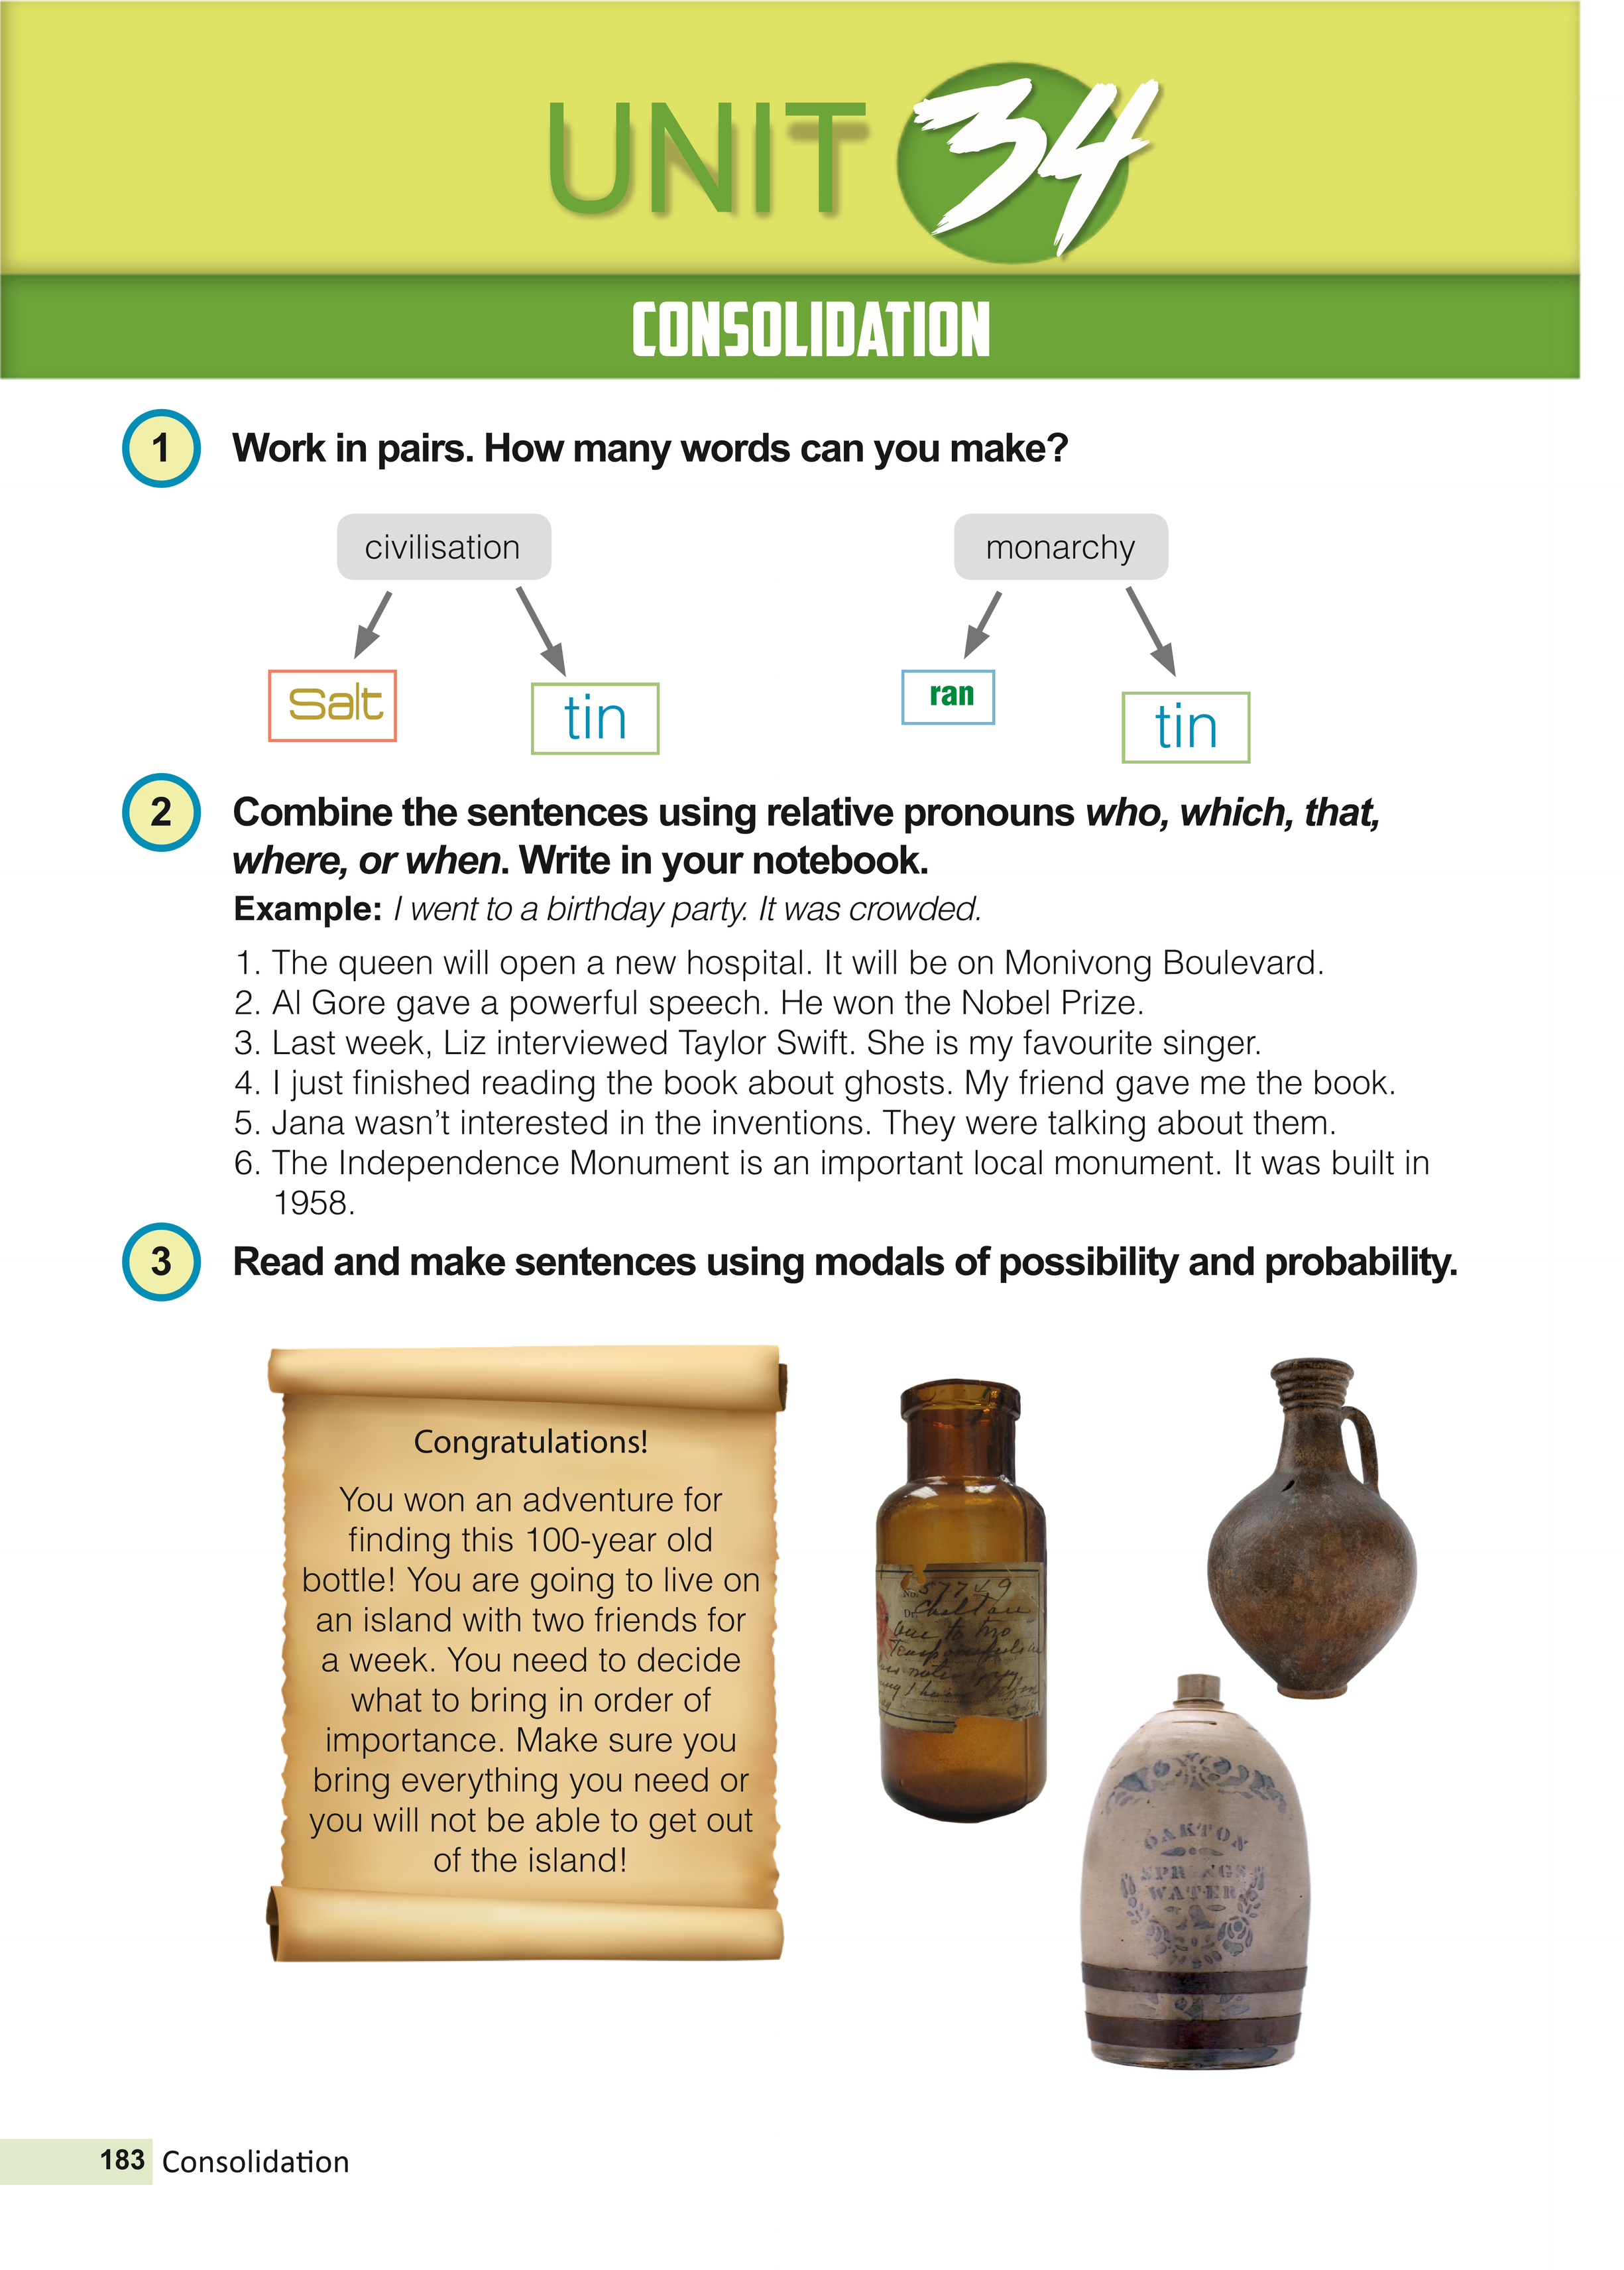 UNIT 34
CONSOLIDATION
1 Work in pairs. How many words can you make?
civilisation
monarchy
Salt
tin
ran
tin
2 Combine the sentences using relative pronouns who, which, that,
where, or when. Write in your notebook.
Example: I went to a birthday party. It was crowded.
1. The queen will open a new hospital. It will be on Monivong Boulevard.
2. Al Gore gave a powerful speech. He won the Nobel Prize.
3. Last week, Liz interviewed Taylor Swift. She is my favourite singer.
4. I just finished reading the book about ghosts. My friend gave me the book.
5. Jana wasn’t interested in the inventions. They were talking about them.
6. The Independence Monument is an important local monument. It was built in
1958.
3 Read and make sentences using modals of possibility and probability.
Congratulations!
You won an adventure for
finding this 100-year old
bottle! You are going to live on
an island with two friends for
a week. You need to decide
what to bring in order of
importance. Make sure you
bring everything you need or
you will not be able to get out
of the island!
No. 57749
Dr.
OAKTON
SPRINGS
WATER
183 Consolidation